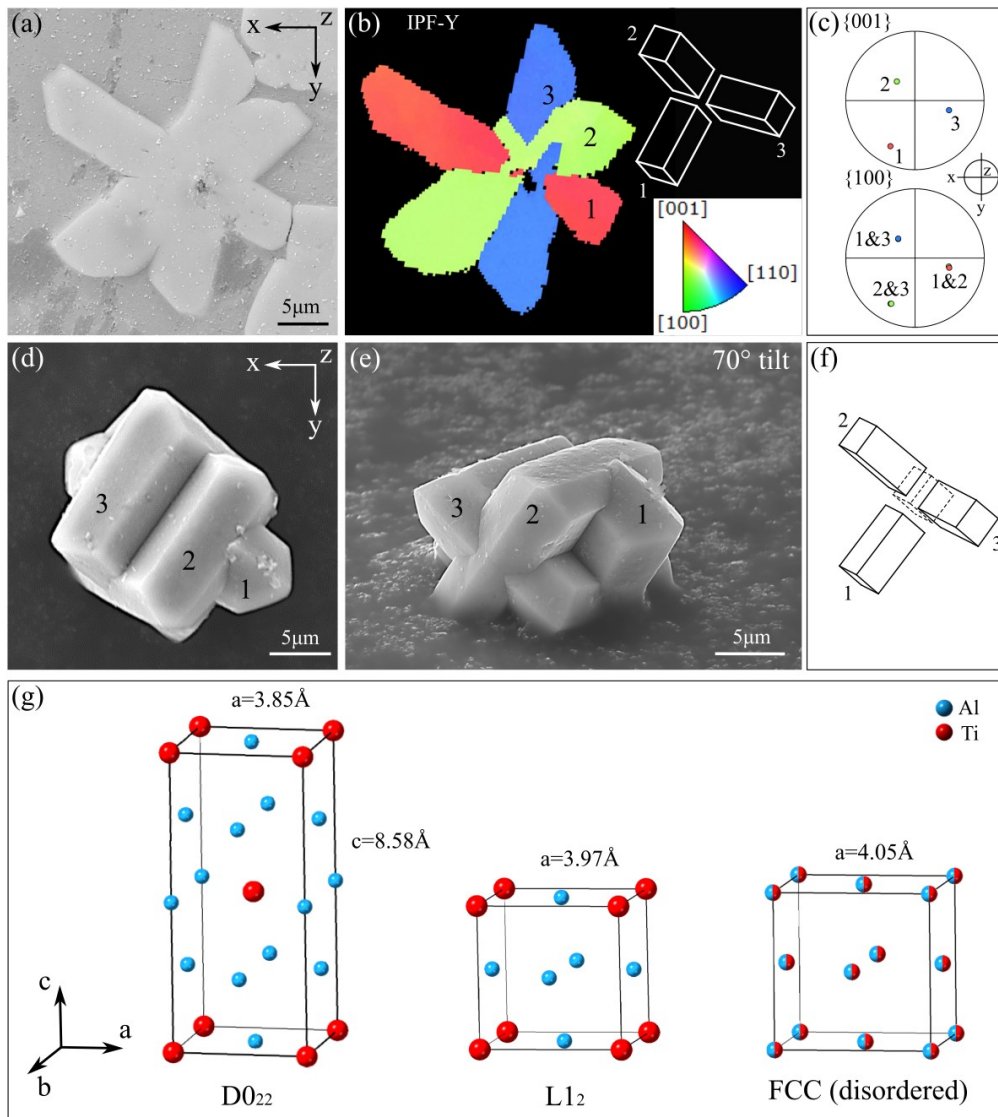 (a)
z
x
y
5μm
(b)
IPF-Y
2
3
2
1
3
1
[001]
[110]
[100]
(c)
{001}
2
3
1
z
x
y
{100}
1&3
1&2
2&3
(d)
z
x
y
3
2
1
5μm
(e)
70° tilt
3
2
1
5μm
(f)
2
3
1
(g)
a=3.85Å
c=8.58Å
a=3.97Å
a=4.05Å
Al
Ti
c
a
b
D0₂₂
L1₂
FCC (disordered)